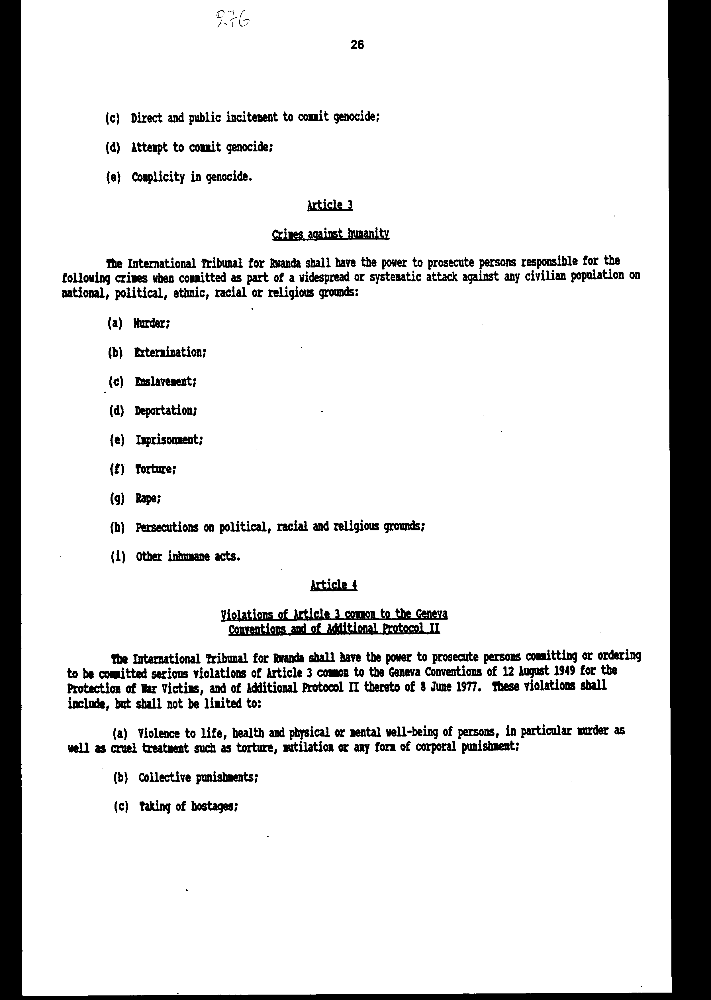 276
26
(c) Direct and public incitement to commit genocide;
(d) Attempt to commit genocide;
(e) Complicity in genocide.
Article 3
Crimes against humanity
The International Tribunal for Rwanda shall have the power to prosecute persons responsible for the
following crimes when committed as part of a widespread or systematic attack against any civilian population on
national, political, ethnic, racial or religious grounds:
(a) Murder;
(b) Extermination;
(c) Enslavement;
(d) Deportation;
(e) Imprisonment;
(f) Torture;
(g) Rape;
(h) Persecutions on political, racial and religious grounds;
(i) Other inhumane acts.
Article 4
Violations of Article 3 common to the Geneva
Conventions and of Additional Protocol II
The International Tribunal for Rwanda shall have the power to prosecute persons committing or ordering
to be committed serious violations of Article 3 common to the Geneva Conventions of 12 August 1949 for the
Protection of War Victims, and of Additional Protocol II thereto of 8 June 1977. These violations shall
include, but shall not be limited to:
(a) Violence to life, health and physical or mental well-being of persons, in particular murder as
well as cruel treatment such as torture, mutilation or any form of corporal punishment;
(b) Collective punishments;
(c) Taking of hostages;